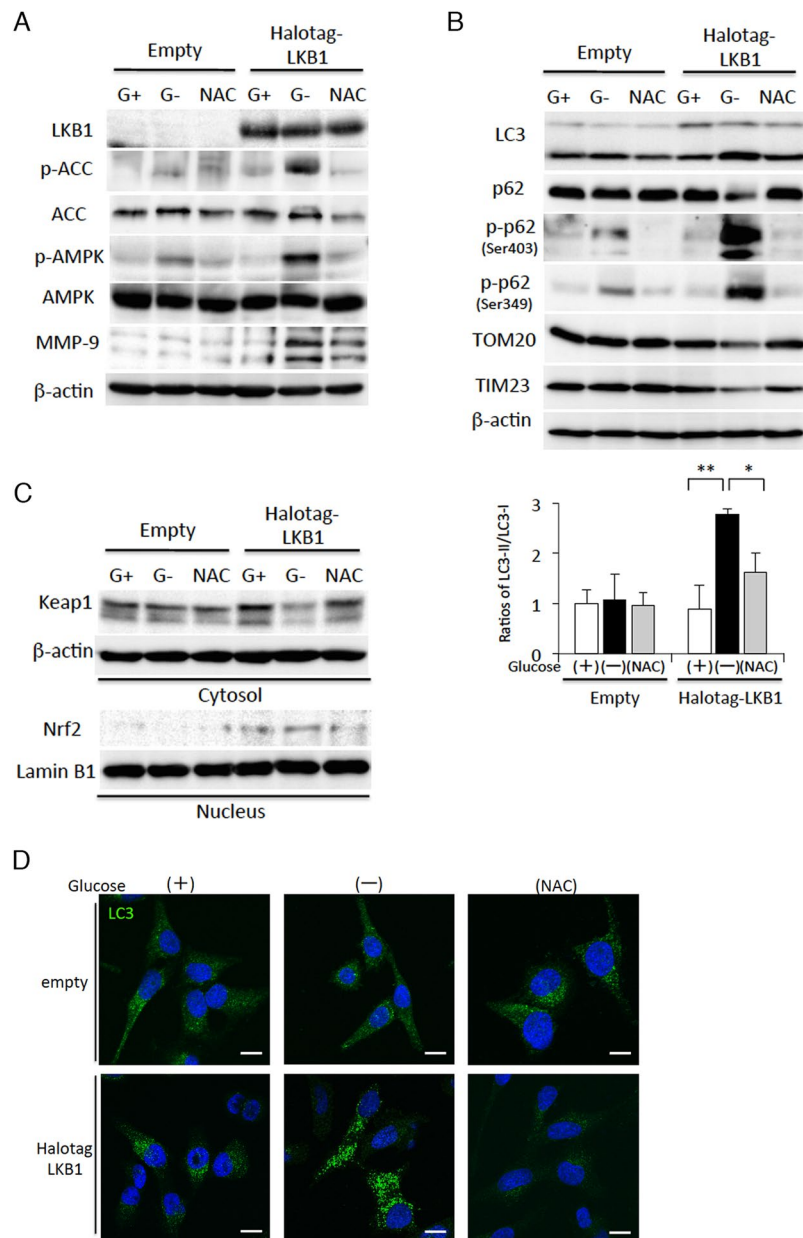 A
Empty
Halotag-
LKB1
G+ G- NAC G+ G- NAC
LKB1
p-ACC
ACC
p-AMPK
AMPK
MMP-9
β-actin
B
Empty
Halotag-
LKB1
G+ G- NAC G+ G- NAC
LC3
p62
p-p62
(Ser403)
p-p62
(Ser349)
TOM20
TIM23
β-actin
** *
3
2
1
0
Ratios of LC3-II/LC3-I
Glucose (+) (—)(NAC) (+) (—)(NAC)
Empty Halotag-LKB1
C
Empty
Halotag-
LKB1
G+ G- NAC G+ G- NAC
Keap1
β-actin
Cytosol
Nrf2
Lamin B1
Nucleus
D
Glucose (+) (—) (NAC)
LC3
empty
Halotag
LKB1